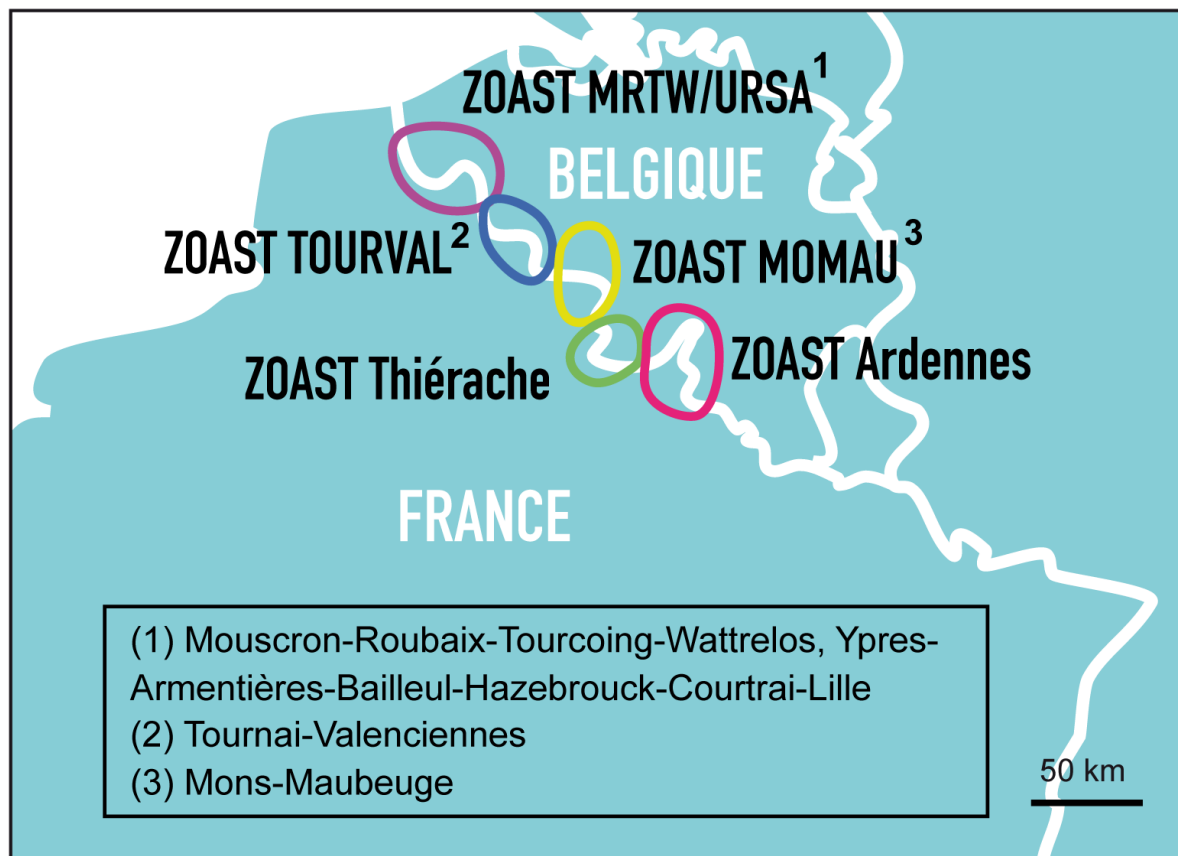 ZOAST MRTW/URSA1
BELGIQUE
ZOAST TOURVAL2
ZOAST MOMAU3
ZOAST Thiérache
ZOAST Ardennes
FRANCE
(1) Mouscron-Roubaix-Tourcoing-Wattrelos, Ypres-
Armentières-Bailleul-Hazebrouck-Courtrai-Lille
(2) Tournai-Valenciennes
(3) Mons-Maubeuge
50 km